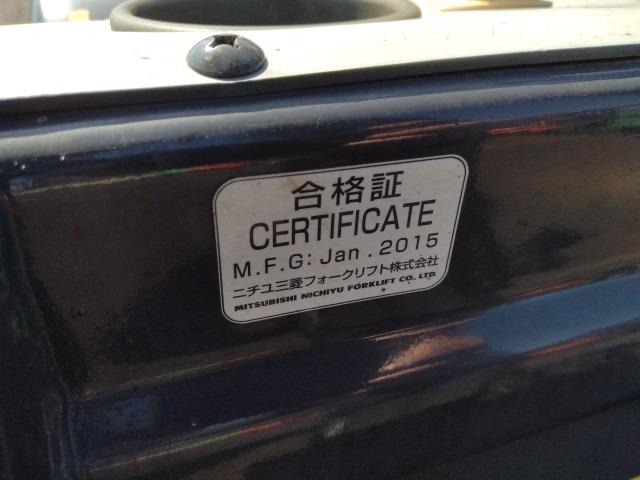 合格証
CERTIFICATE
M.F.G: Jan . 2015
ニチユ三菱フォークリフト株式会社
MITSUBISHI NICHIYU FORKLIFT CO., LTD.